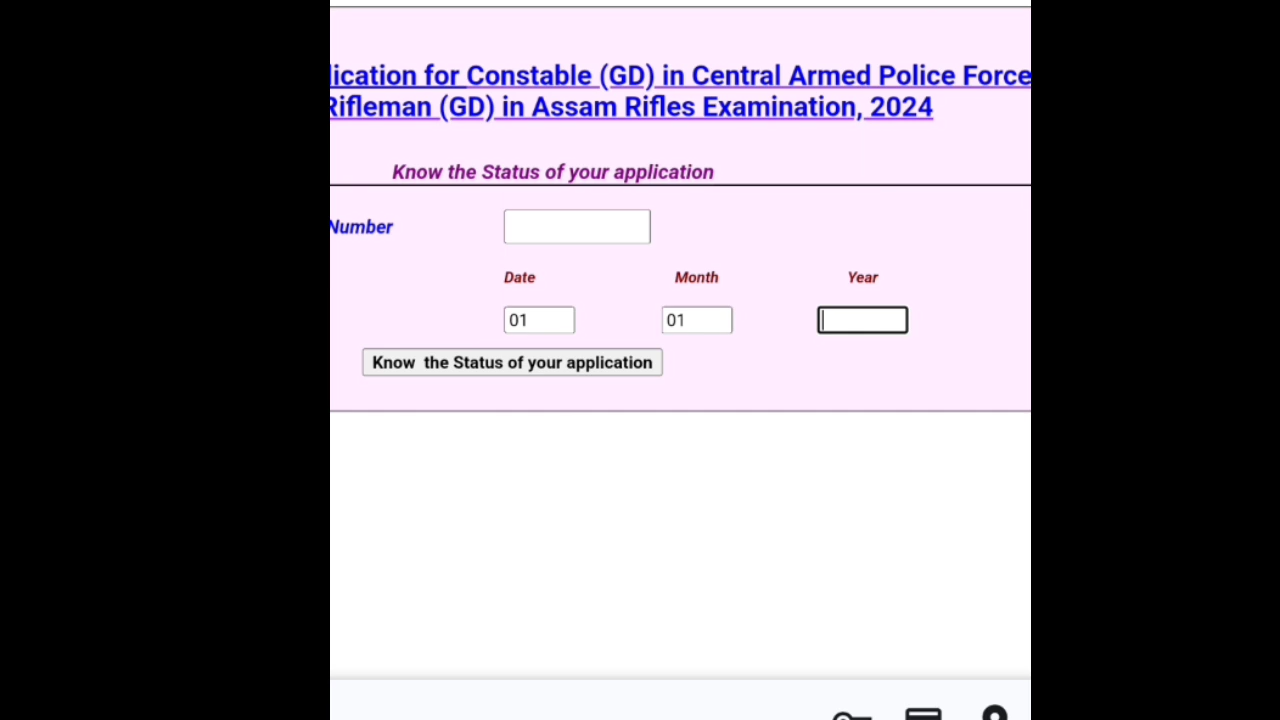 lication for Constable (GD) in Central Armed Police Force
Rifleman (GD) in Assam Rifles Examination, 2024
Know the Status of your application
Number
Date Month Year
01 01
Know the Status of your application